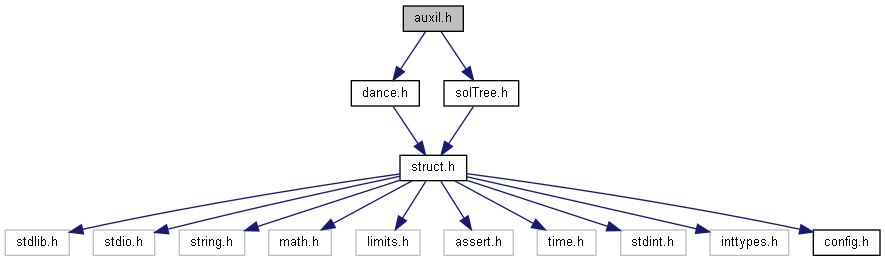 auxil.h
dance.h
solTree.h
struct.h
stdlib.h
stdio.h
string.h
math.h
limits.h
assert.h
time.h
stdint.h
inttypes.h
config.h